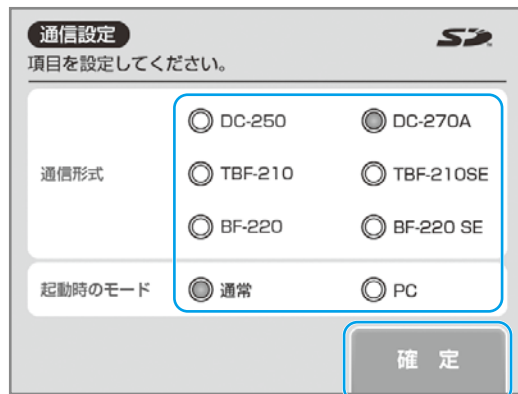 通信設定
SD
項目を設定してください。
通信形式
DC-250
DC-270A
TBF-210
TBF-210SE
BF-220
BF-220 SE
起動時のモード
通常
PC
確 定